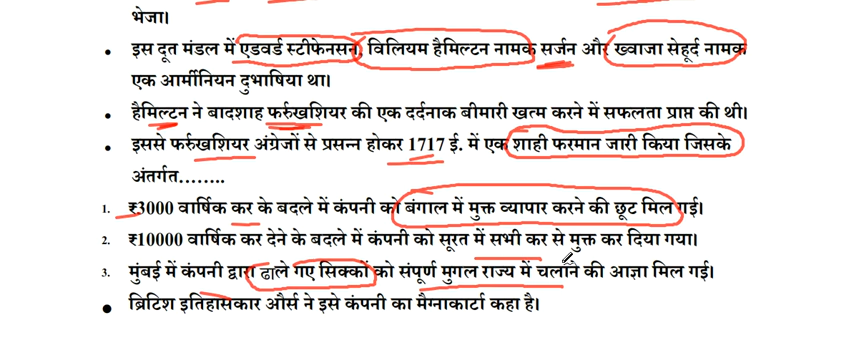 भेजा।
• इस दूत मंडल में एडवर्ड स्टीफेनसन, विलियम हैमिल्टन नामक सर्जन और ख्वाजा सेहूर्द नामक
एक आर्मीनियन दुभाषिया था।
• हैमिल्टन ने बादशाह फर्रुखशियर की एक दर्दनाक बीमारी खत्म करने में सफलता प्राप्त की थी।
• इससे फर्रुखशियर अंग्रेजों से प्रसन्न होकर 1717 ई. में एक शाही फरमान जारी किया जिसके
अंतर्गत........
1. ₹3000 वार्षिक कर के बदले में कंपनी को बंगाल में मुक्त व्यापार करने की छूट मिल गई।
2. ₹10000 वार्षिक कर देने के बदले में कंपनी को सूरत में सभी कर से मुक्त कर दिया गया।
3. मुंबई में कंपनी द्वारा ढाले गए सिक्कों को संपूर्ण मुगल राज्य में चलाने की आज्ञा मिल गई।
• ब्रिटिश इतिहासकार और्स ने इसे कंपनी का मैग्नाकार्टा कहा है।